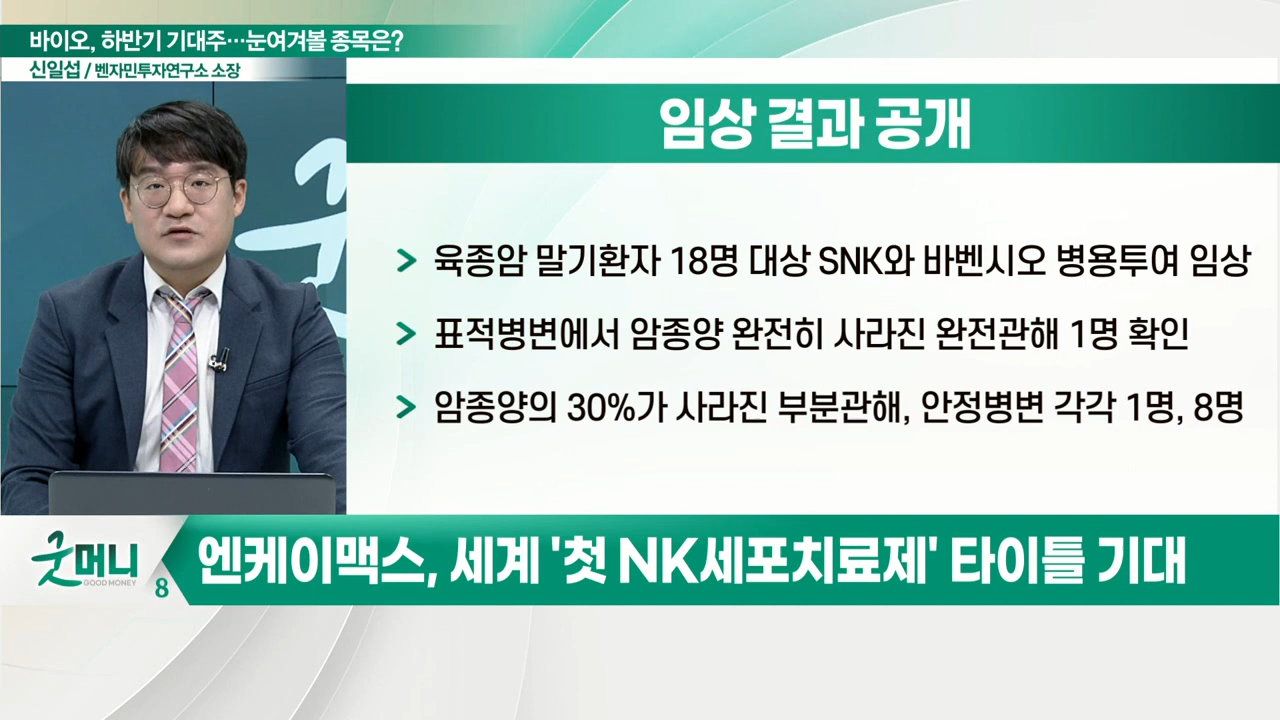 바이오, 하반기 기대주…눈여겨볼 종목은?
신일섭 / 벤자민투자연구소 소장
임상 결과 공개
> 육종암 말기환자 18명 대상 SNK와 바벤시오 병용투여 임상
> 표적병변에서 암종양 완전히 사라진 완전관해 1명 확인
> 암종양의 30%가 사라진 부분관해, 안정병변 각각 1명, 8명
굿머니
GOOD MONEY
8
엔케이맥스, 세계 '첫 NK세포치료제' 타이틀 기대